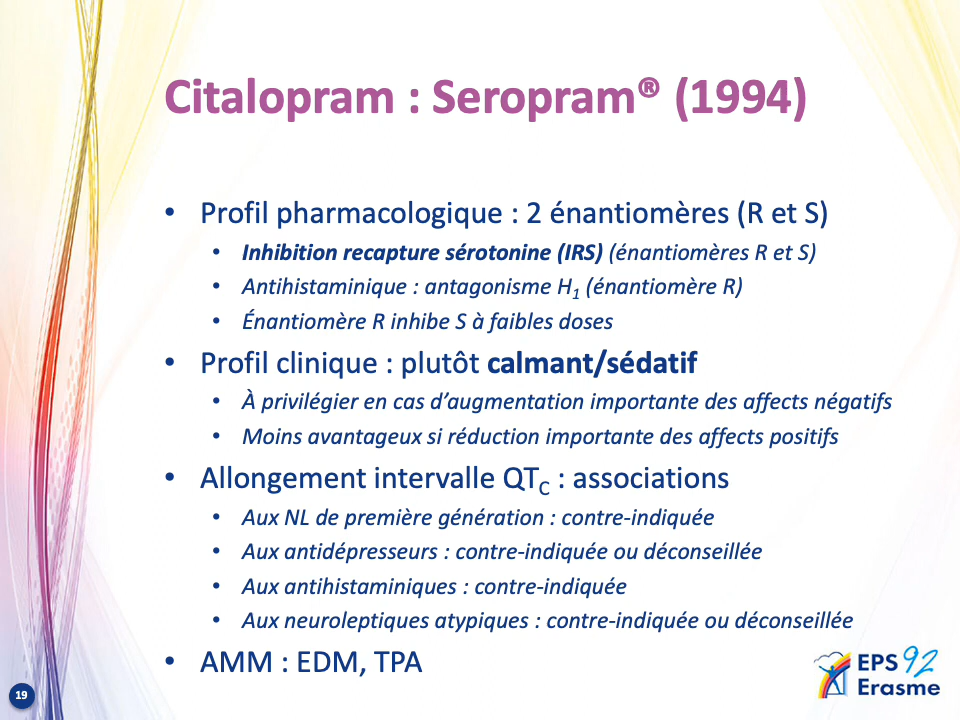 Citalopram : Seropram® (1994)
• Profil pharmacologique : 2 énantiomères (R et S)
• Inhibition recapture sérotonine (IRS) (énantiomères R et S)
• Antihistaminique : antagonisme H1 (énantiomère R)
• Énantiomère R inhibe S à faibles doses
• Profil clinique : plutôt calmant/sédatif
• À privilégier en cas d’augmentation importante des affects négatifs
• Moins avantageux si réduction importante des affects positifs
• Allongement intervalle QTC : associations
• Aux NL de première génération : contre-indiquée
• Aux antidépresseurs : contre-indiquée ou déconseillée
• Aux antihistaminiques : contre-indiquée
• Aux neuroleptiques atypiques : contre-indiquée ou déconseillée
• AMM : EDM, TPA
19
EPS 92
Erasme